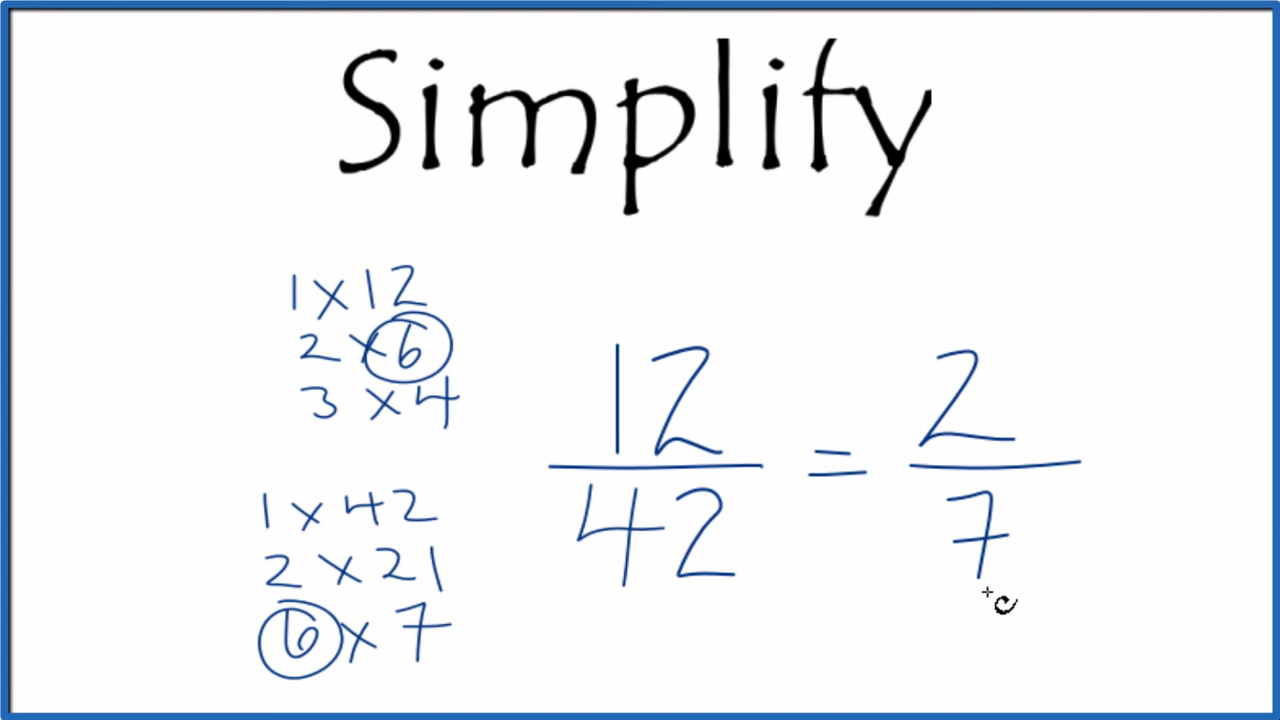 Simplify
1 x 12
2 x 6
3 x 4
1 x 42
2 x 21
6 x 7
12/42 = 2/7